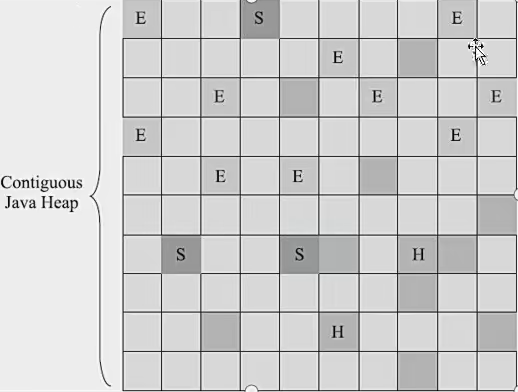 E S E
E
E E E
E E
E E
Contiguous
Java Heap
S S H
H